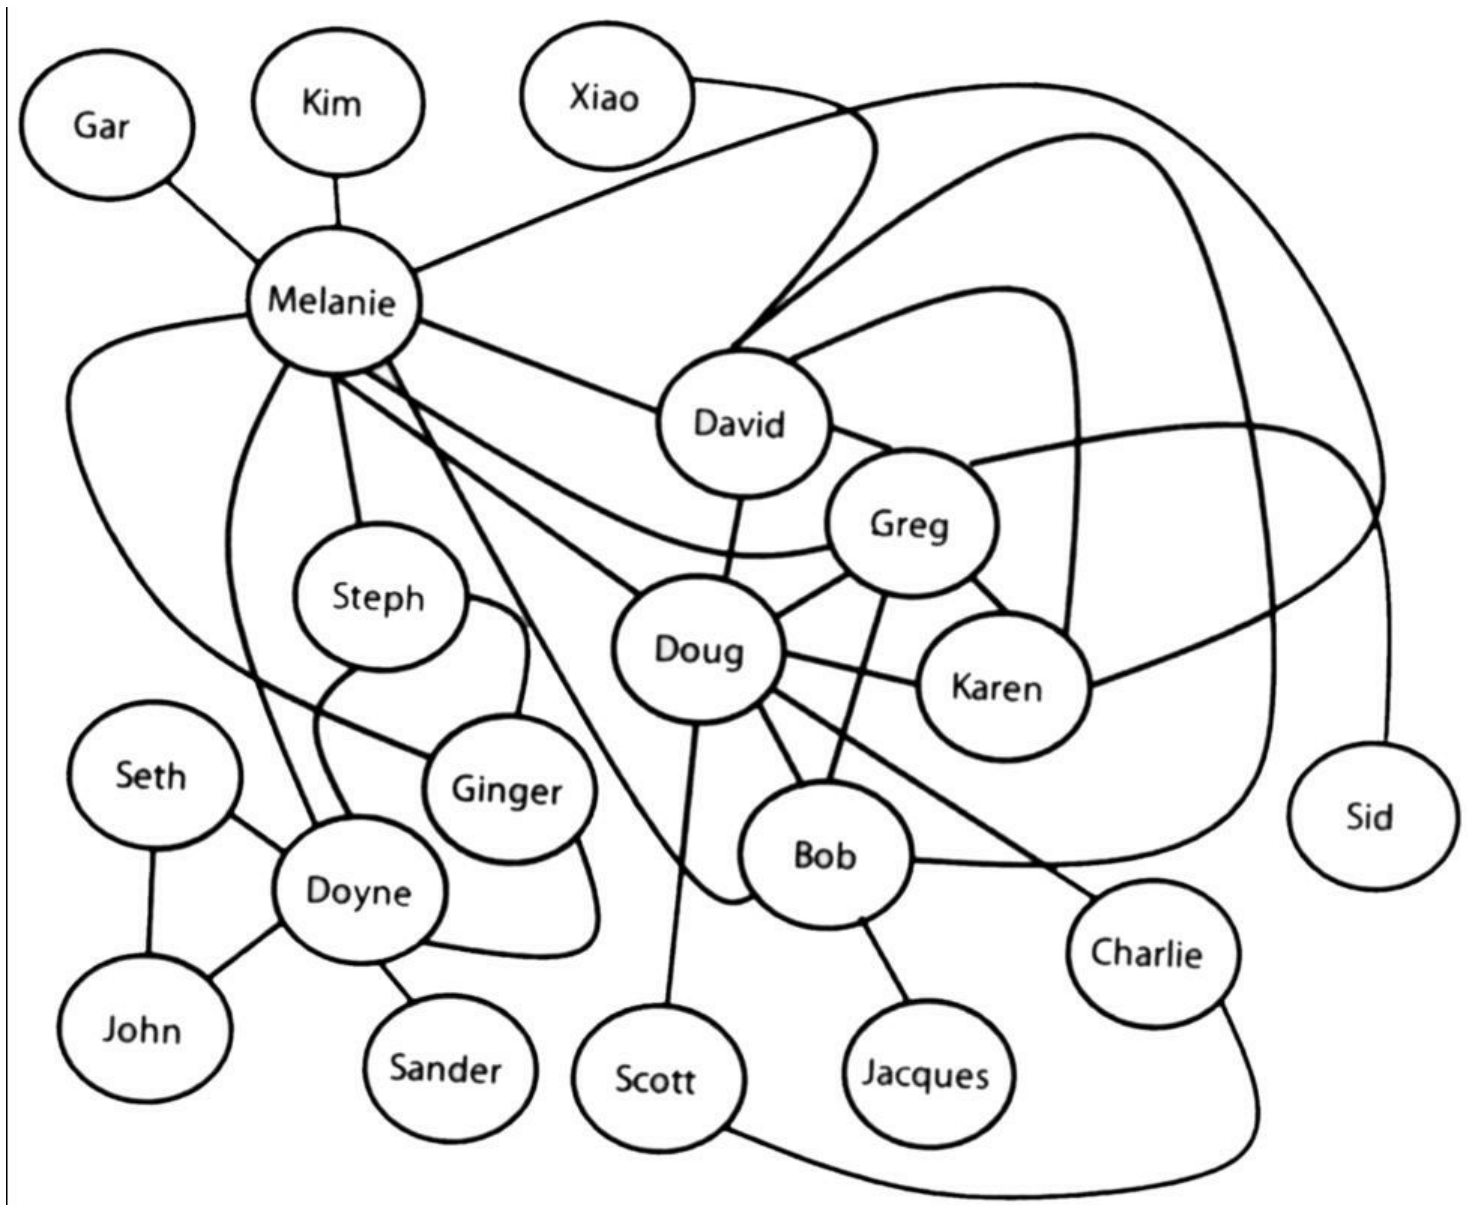 Gar
Kim
Xiao
Melanie
David
Greg
Steph
Doug
Karen
Seth
Ginger
Sid
Bob
Doyne
Charlie
John
Sander
Scott
Jacques